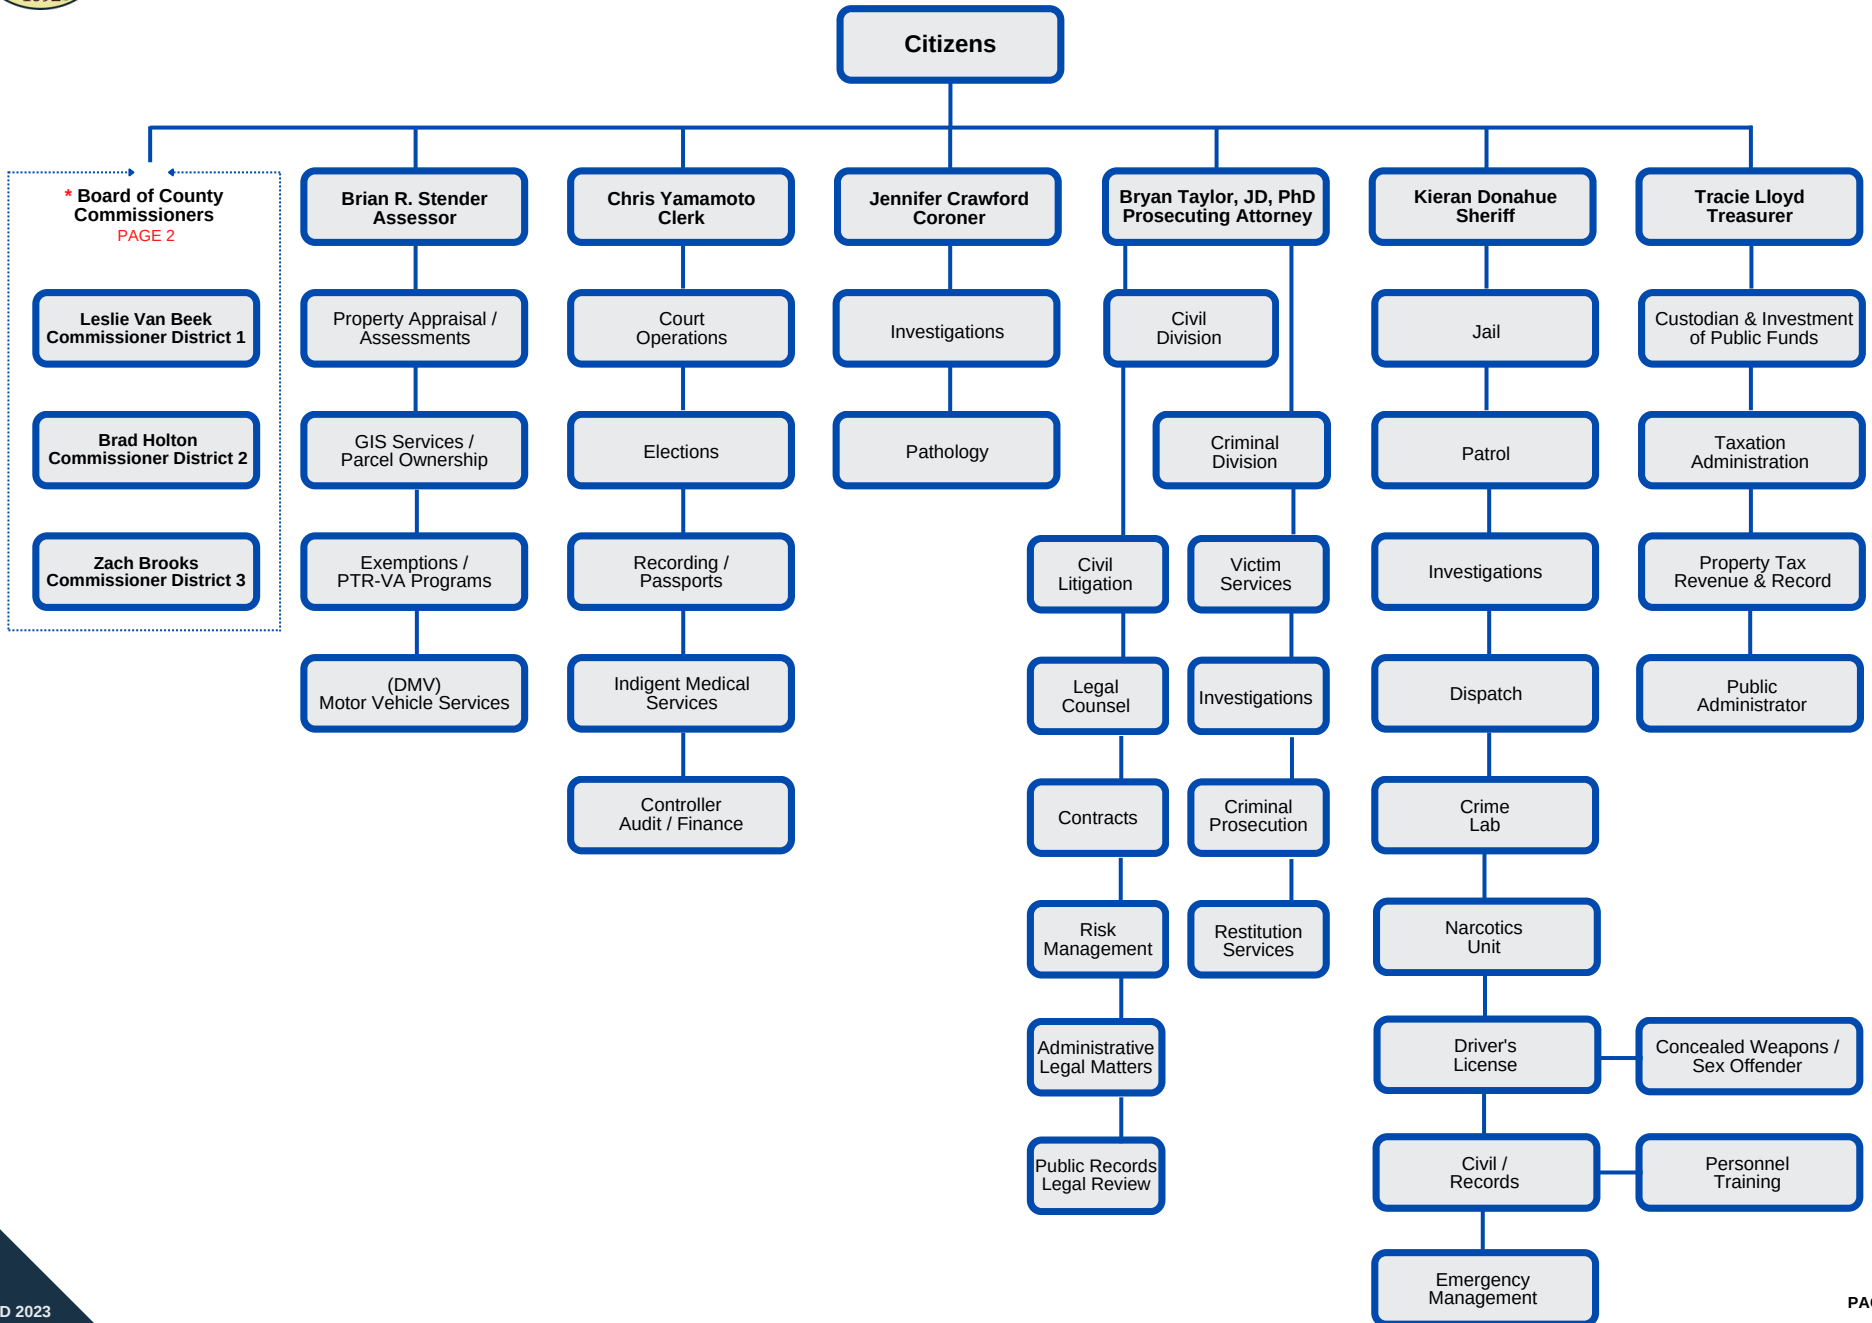 Citizens
* Board of County
Commissioners
PAGE 2
Leslie Van Beek
Commissioner District 1
Brad Holton
Commissioner District 2
Zach Brooks
Commissioner District 3
Brian R. Stender
Assessor
Property Appraisal /
Assessments
GIS Services /
Parcel Ownership
Exemptions /
PTR-VA Programs
(DMV)
Motor Vehicle Services
Chris Yamamoto
Clerk
Court
Operations
Elections
Recording /
Passports
Indigent Medical
Services
Controller
Audit / Finance
Jennifer Crawford
Coroner
Investigations
Pathology
Bryan Taylor, JD, PhD
Prosecuting Attorney
Civil
Division
Civil
Litigation
Legal
Counsel
Contracts
Risk
Management
Administrative
Legal Matters
Public Records
Legal Review
Criminal
Division
Victim
Services
Investigations
Criminal
Prosecution
Restitution
Services
Kieran Donahue
Sheriff
Jail
Patrol
Investigations
Dispatch
Crime
Lab
Narcotics
Unit
Driver's
License
Concealed Weapons /
Sex Offender
Civil /
Records
Personnel
Training
Emergency
Management
Tracie Lloyd
Treasurer
Custodian & Investment
of Public Funds
Taxation
Administration
Property Tax
Revenue & Record
Public
Administrator
D 2023